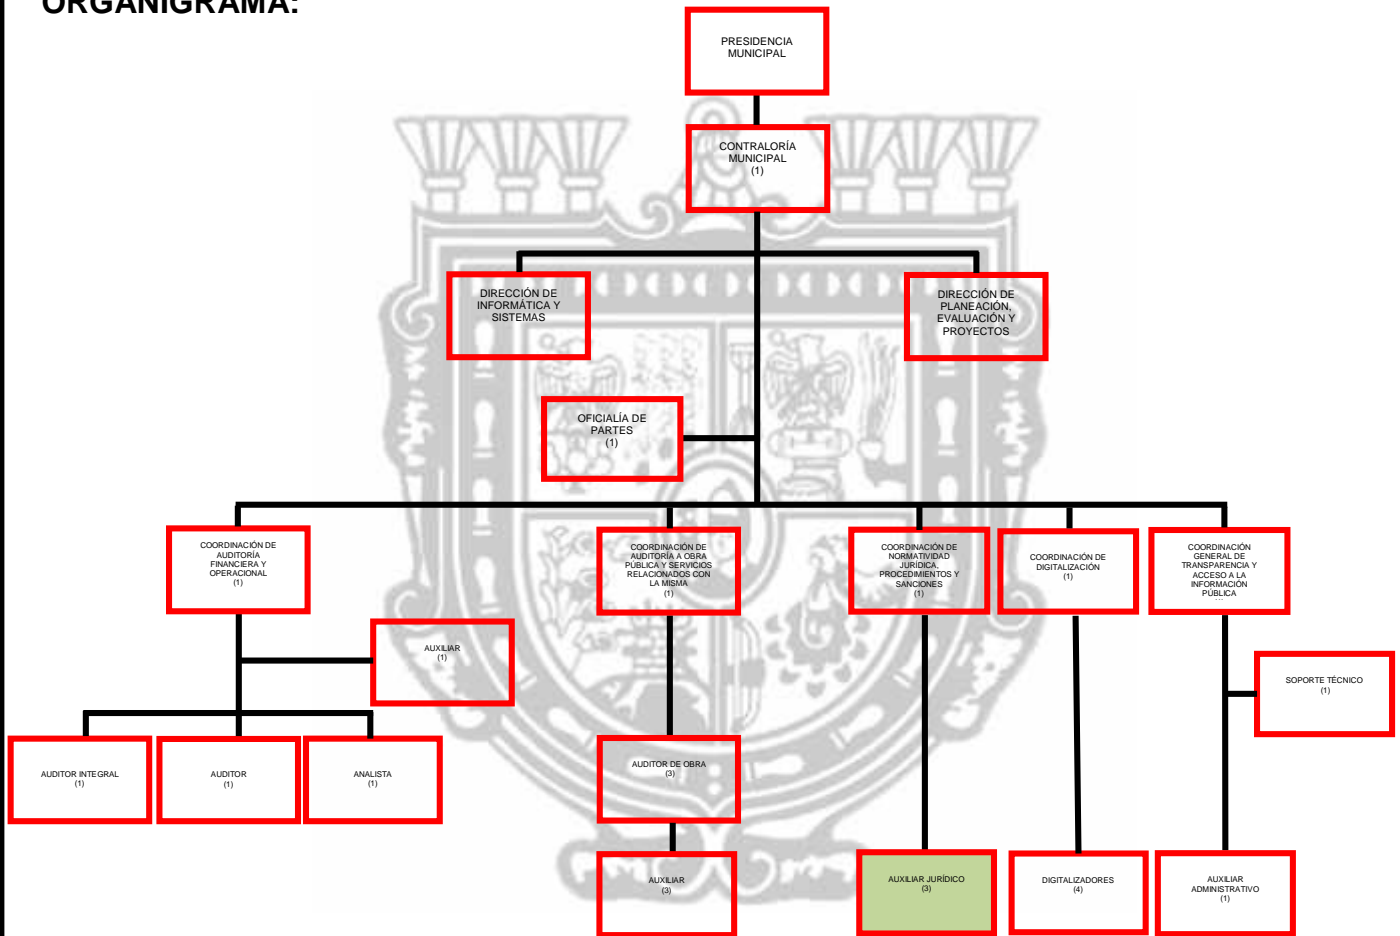 ORGANIGRAMA:
PRESIDENCIA
MUNICIPAL
CONTRALORÍA
MUNICIPAL
(1)
DIRECCIÓN DE
INFORMÁTICA Y
SISTEMAS
DIRECCIÓN DE
PLANEACIÓN,
EVALUACIÓN Y
PROYECTOS
OFICIALÍA DE
PARTES
(1)
COORDINACIÓN DE
AUDITORÍA
FINANCIERA Y
OPERACIONAL
(1)
COORDINACIÓN DE
AUDITORÍA A OBRA
PÚBLICA Y SERVICIOS
RELACIONADOS CON
LA MISMA
(1)
COORDINACIÓN DE
NORMATIVIDAD
JURÍDICA,
PROCEDIMIENTOS Y
SANCIONES
(1)
COORDINACIÓN DE
DIGITALIZACIÓN
(1)
COORDINACIÓN
GENERAL DE
TRANSPARENCIA Y
ACCESO A LA
INFORMACIÓN
PÚBLICA
AUXILIAR
(1)
SOPORTE TÉCNICO
(1)
AUDITOR INTEGRAL
(1)
AUDITOR
(1)
ANALISTA
(1)
AUDITOR DE OBRA
(3)
AUXILIAR
(3)
AUXILIAR JURÍDICO
(3)
DIGITALIZADORES
(4)
AUXILIAR
ADMINISTRATIVO
(1)